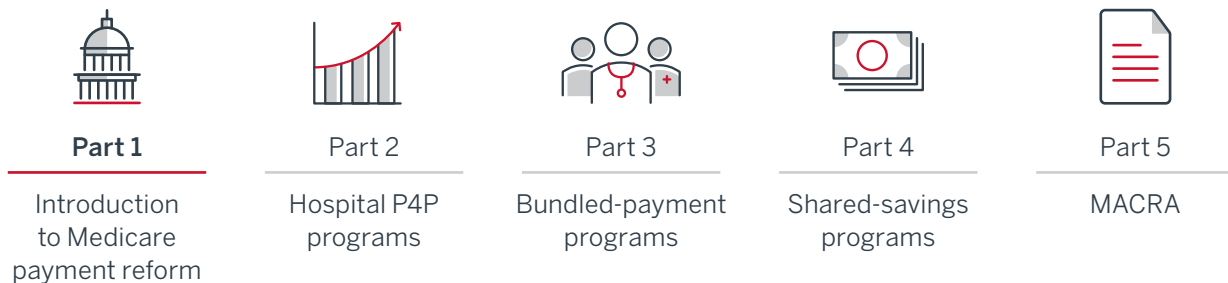 Part 1
Introduction
to Medicare
payment reform
Part 2
Hospital P4P
programs
Part 3
Bundled-payment
programs
Part 4
Shared-savings
programs
Part 5
MACRA